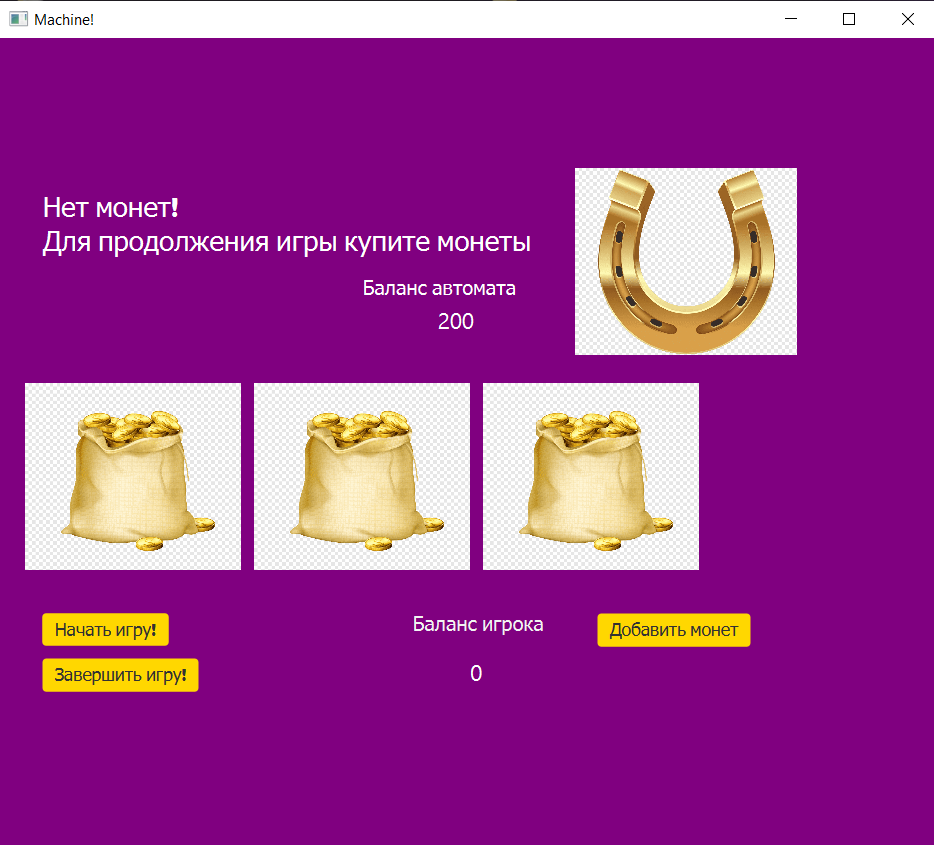 Machine!
Нет монет!
Для продолжения игры купите монеты
Баланс автомата
200
Начать игру!
Баланс игрока
Добавить монет
Завершить игру!
0